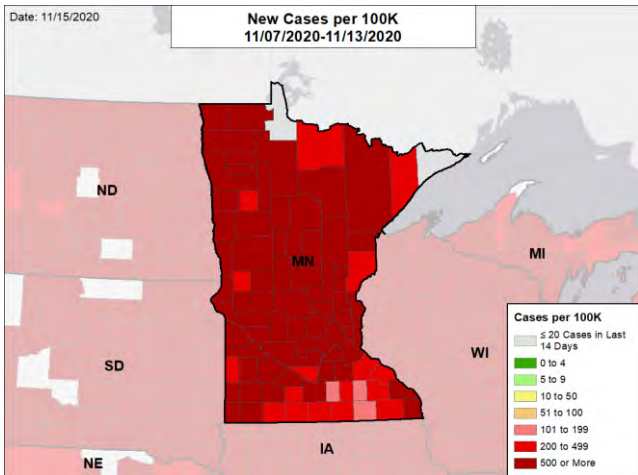 Date: 11/15/2020
New Cases per 100K
11/07/2020-11/13/2020
ND
MN
MI
SD
WI
IA
NE
Cases per 100K
≤ 20 Cases in Last
14 Days
0 to 4
5 to 9
10 to 50
51 to 100
101 to 199
200 to 499
500 or More